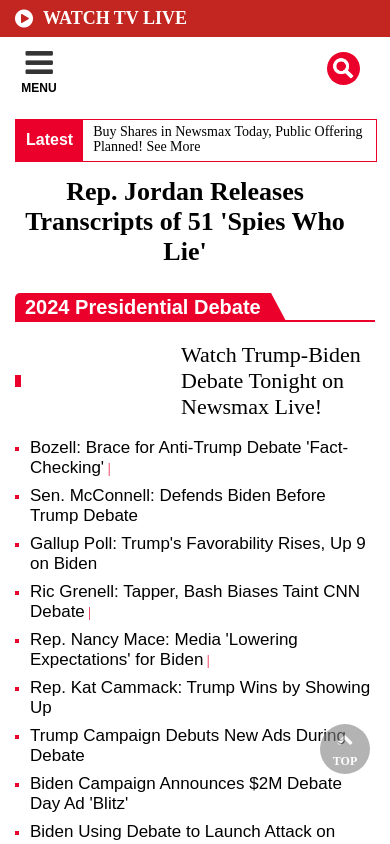 WATCH TV LIVE
MENU
Latest
Buy Shares in Newsmax Today, Public Offering
Planned! See More
Rep. Jordan Releases
Transcripts of 51 'Spies Who
Lie'
2024 Presidential Debate
Watch Trump-Biden
Debate Tonight on
Newsmax Live!
Bozell: Brace for Anti-Trump Debate 'Fact-
Checking' |
Sen. McConnell: Defends Biden Before
Trump Debate
Gallup Poll: Trump's Favorability Rises, Up 9
on Biden
Ric Grenell: Tapper, Bash Biases Taint CNN
Debate |
Rep. Nancy Mace: Media 'Lowering
Expectations' for Biden |
Rep. Kat Cammack: Trump Wins by Showing
Up
Trump Campaign Debuts New Ads During
Debate
TOP
Biden Campaign Announces $2M Debate
Day Ad 'Blitz'
Biden Using Debate to Launch Attack on